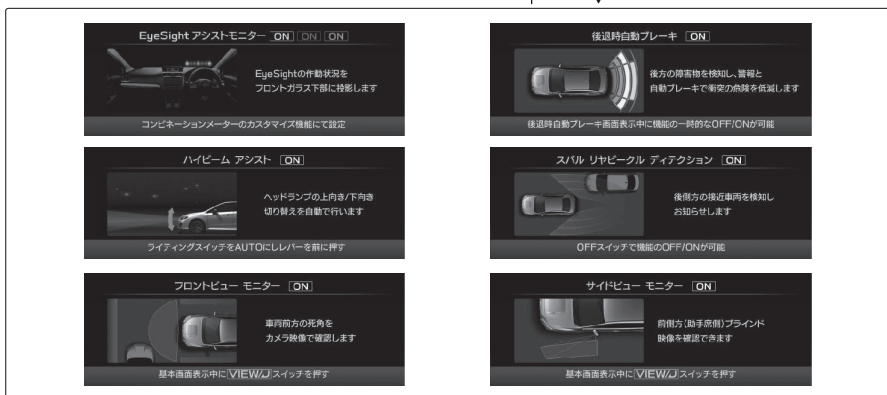 EyeSight アシストモニター ON ON ON
EyeSightの作動状況を
フロントガラス下部に投影します
コンビネーションメーターのカスタマイズ機能にて設定
後退時自動ブレーキ ON
後方の障害物を検知し、警報と
自動ブレーキで衝突の危険を低減します
後退時自動ブレーキ画面表示中に機能の一時的なOFF/ONが可能
ハイビーム アシスト ON
ヘッドランプの上向き/下向き
切り替えを自動で行います
ライティングスイッチをAUTOにしレバーを前に押す
スバル リヤビークル ディテクション ON
後側方の接近車両を検知し
お知らせします
OFFスイッチで機能のOFF/ONが可能
フロントビュー モニター ON
車両前方の死角を
カメラ映像で確認します
基本画面表示中にVIEW/⤾スイッチを押す
サイドビュー モニター ON
前側方(助手席側)ブラインド
映像を確認できます
基本画面表示中にVIEW/⤾スイッチを押す